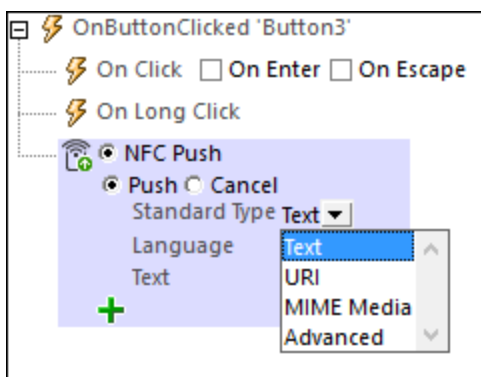 OnButtonClicked 'Button3'
On Click On Enter On Escape
On Long Click
NFC Push
Push Cancel
Standard Type Text
Language Text
Text URI
MIME Media
Advanced